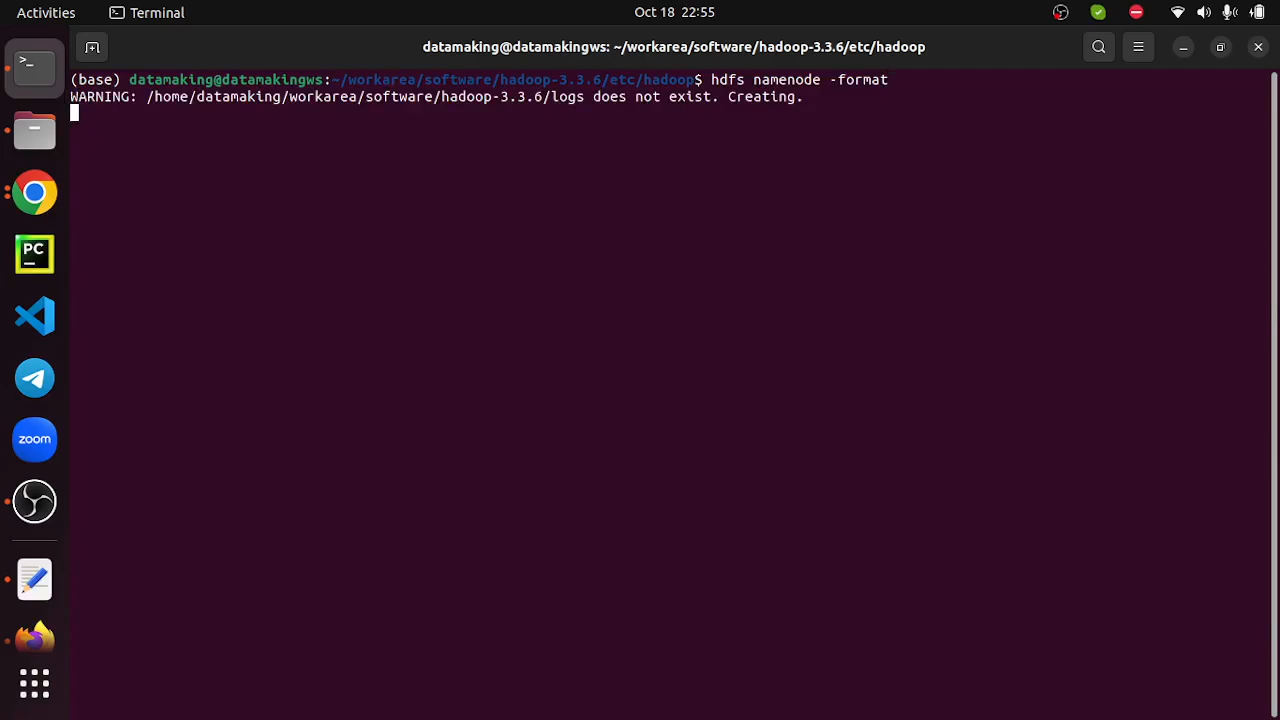 Activities Terminal Oct 18 22:55
datamaking@datamakingws: ~/workarea/software/hadoop-3.3.6/etc/hadoop
(base) datamaking@datamakingws:~/workarea/software/hadoop-3.3.6/etc/hadoop$ hdfs namenode -format
WARNING: /home/datamaking/workarea/software/hadoop-3.3.6/logs does not exist. Creating.
>_
PC
zoom